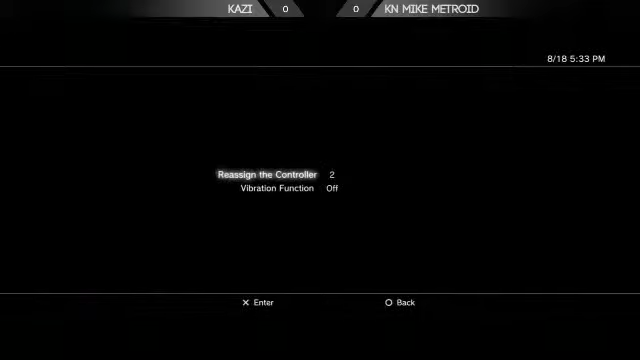 KAZI 0 0 KN MIKE METROID
8/18 5:33 PM
Reassign the Controller 2
Vibration Function Off
X Enter O Back